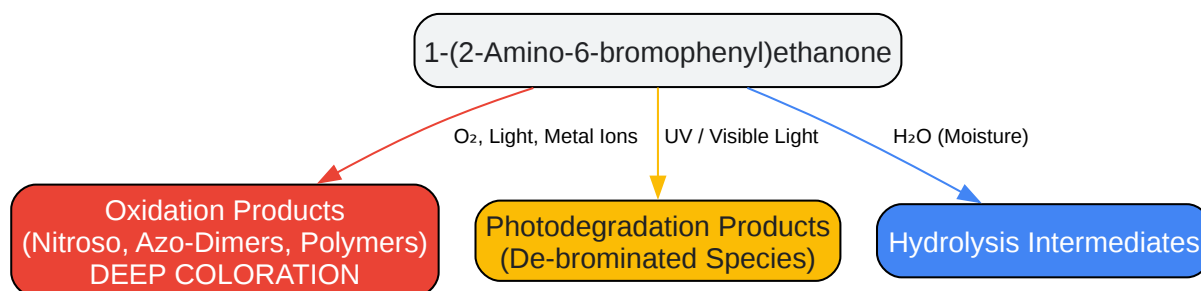 1-(2-Amino-6-bromophenyl)ethanone
O₂, Light, Metal Ions
UV / Visible Light
H₂O (Moisture)
Oxidation Products
(Nitroso, Azo-Dimers, Polymers)
DEEP COLORATION
Photodegradation Products
(De-brominated Species)
Hydrolysis Intermediates